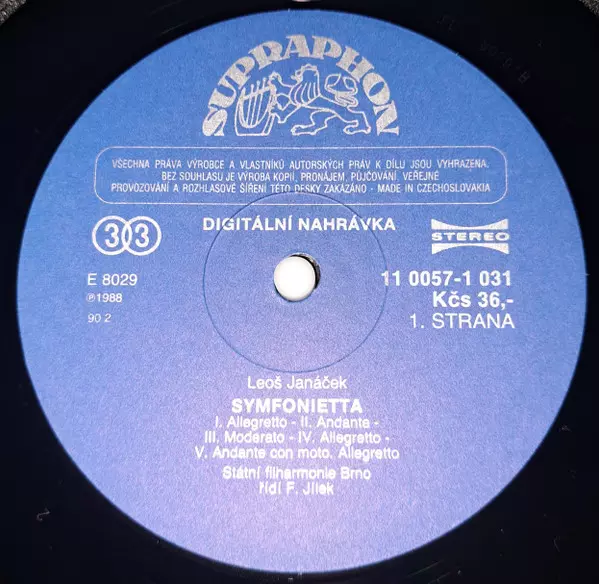 SUPRAPHON
VŠECHNA PRÁVA VÝROBCE A VLASTNÍKŮ AUTORSKÝCH PRÁV K DÍLU JSOU VYHRAZENA.
BEZ SOUHLASU JE VÝROBA KOPIÍ, PRONÁJEM, PŮJČOVÁNÍ, VEŘEJNÉ
PROVOZOVÁNÍ A ROZHLASOVÉ ŠÍŘENÍ TÉTO DESKY ZAKÁZÁNO - MADE IN CZECHOSLOVAKIA
33
DIGITÁLNÍ NAHRÁVKA
STEREO
E 8029
℗1988
90 2
11 0057-1 031
Kčs 36,-
1. STRANA
Leoš Janáček
SYMFONIETTA
I. Allegretto - II. Andante -
III. Moderato - IV. Allegretto -
V. Andante con moto. Allegretto
Státní filharmonie Brno
řídí F. Jílek